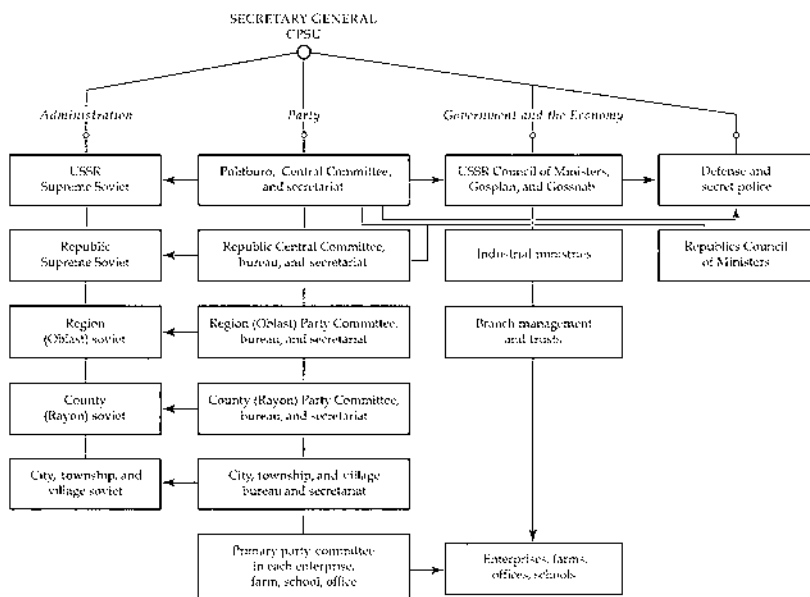 SECRETARY GENERAL
CPSU
Administration
Party
Government and the Economy
USSR
Supreme Soviet
Politburo, Central Committee,
and secretariat
USSR Council of Ministers,
Gosplan, and Gossnab
Defense and
secret police
Republic
Supreme Soviet
Republic Central Committee,
bureau, and secretariat
Industrial ministries
Republics Council
of Ministers
Region
(Oblast) soviet
Region (Oblast) Party Committee,
bureau, and secretariat
Branch management
and trusts
County
(Rayon) soviet
County (Rayon) Party Committee,
bureau, and secretariat
City, township, and
village soviet
City, township, and village
bureau and secretariat
Primary party committee
in each enterprise,
farm, school, office
Enterprises, farms,
offices, schools